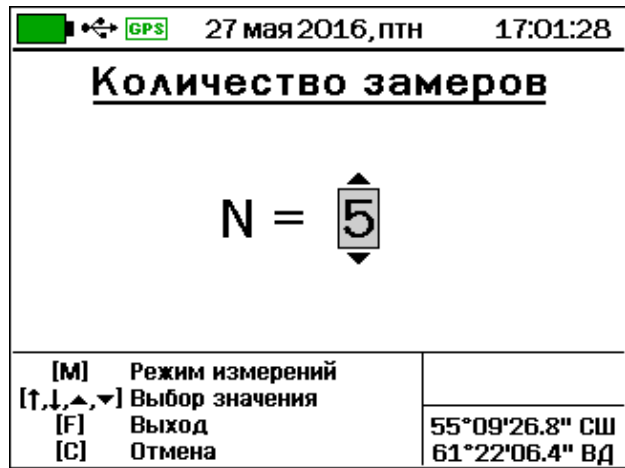 GPS 27 мая 2016, птн 17:01:28
Количество замеров
N = 5
[M] Режим измерений
[↑,↓,▲,▼] Выбор значения
[F] Выход
[C] Отмена
55°09'26.8" СШ
61°22'06.4" ВД